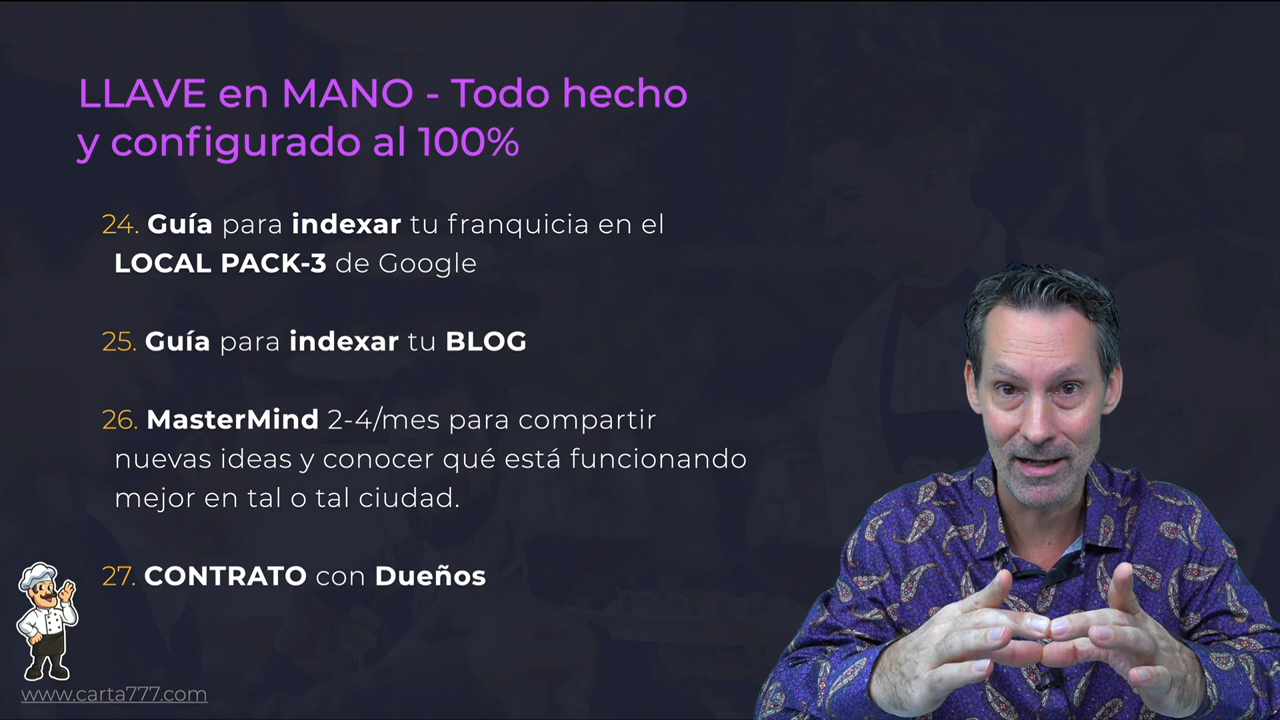 LLAVE en MANO - Todo hecho
y configurado al 100%
24. Guía para indexar tu franquicia en el
LOCAL PACK-3 de Google
25. Guía para indexar tu BLOG
26. MasterMind 2-4/mes para compartir
nuevas ideas y conocer qué está funcionando
mejor en tal o tal ciudad.
27. CONTRATO con Dueños
www.carta777.com